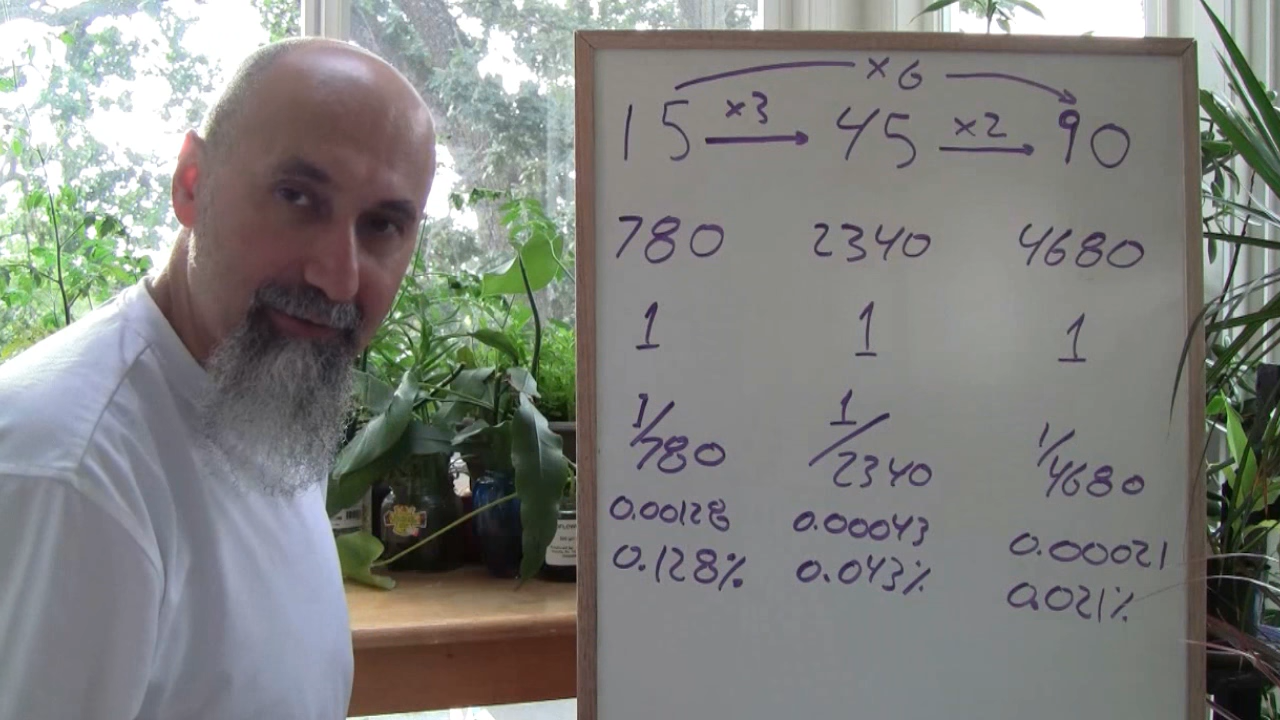 ×6
15 ×3 45 ×2 90
780 2340 4680
1 1 1
1/780 1/2340 1/4680
0.00128 0.00043 0.00021
0.128% 0.043% 0.021%